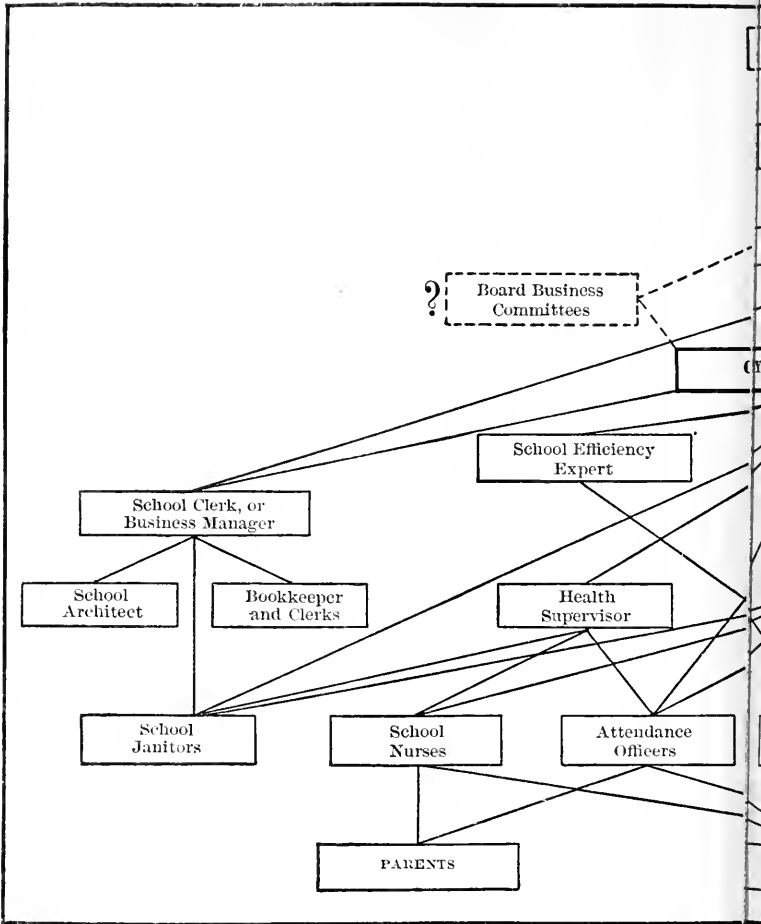 ?
Board Business
Committees
School Efficiency
Expert
School Clerk, or
Business Manager
School
Architect
Bookkeeper
and Clerks
Health
Supervisor
School
Janitors
School
Nurses
Attendance
Officers
PARENTS